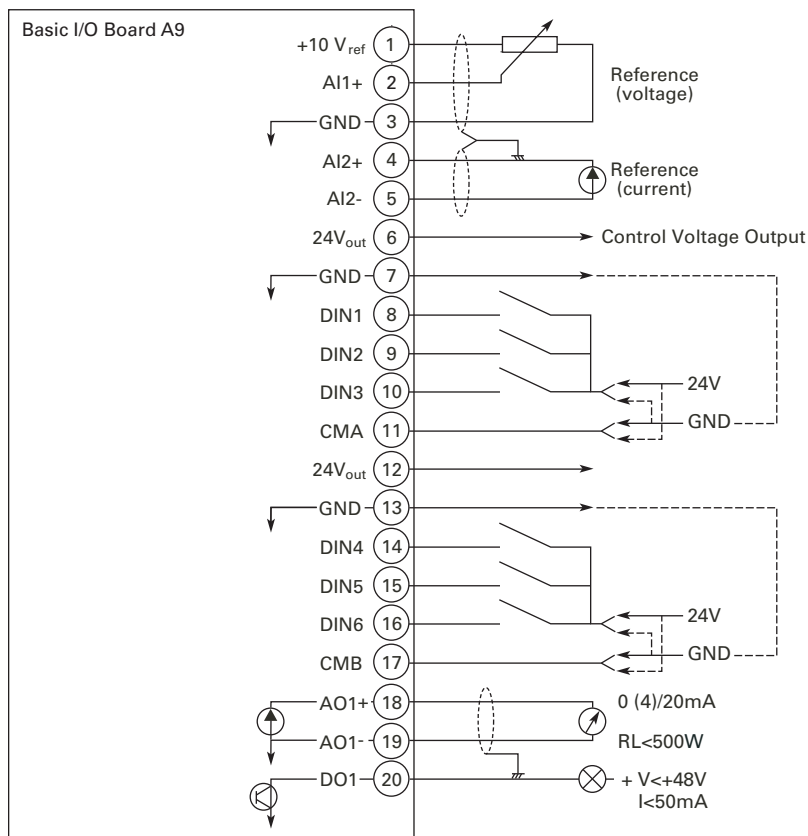 Basic I/O Board A9
+10 Vref 1
AI1+ 2
Reference
(voltage)
GND 3
AI2+ 4
Reference
(current)
AI2- 5
24Vout 6 Control Voltage Output
GND 7
DIN1 8
DIN2 9
DIN3 10
24V
CMA 11
GND
24Vout 12
GND 13
DIN4 14
DIN5 15
DIN6 16
24V
CMB 17
GND
AO1+ 18 0 (4)/20mA
AO1- 19 RL<500W
DO1 20 + V<+48V
I<50mA